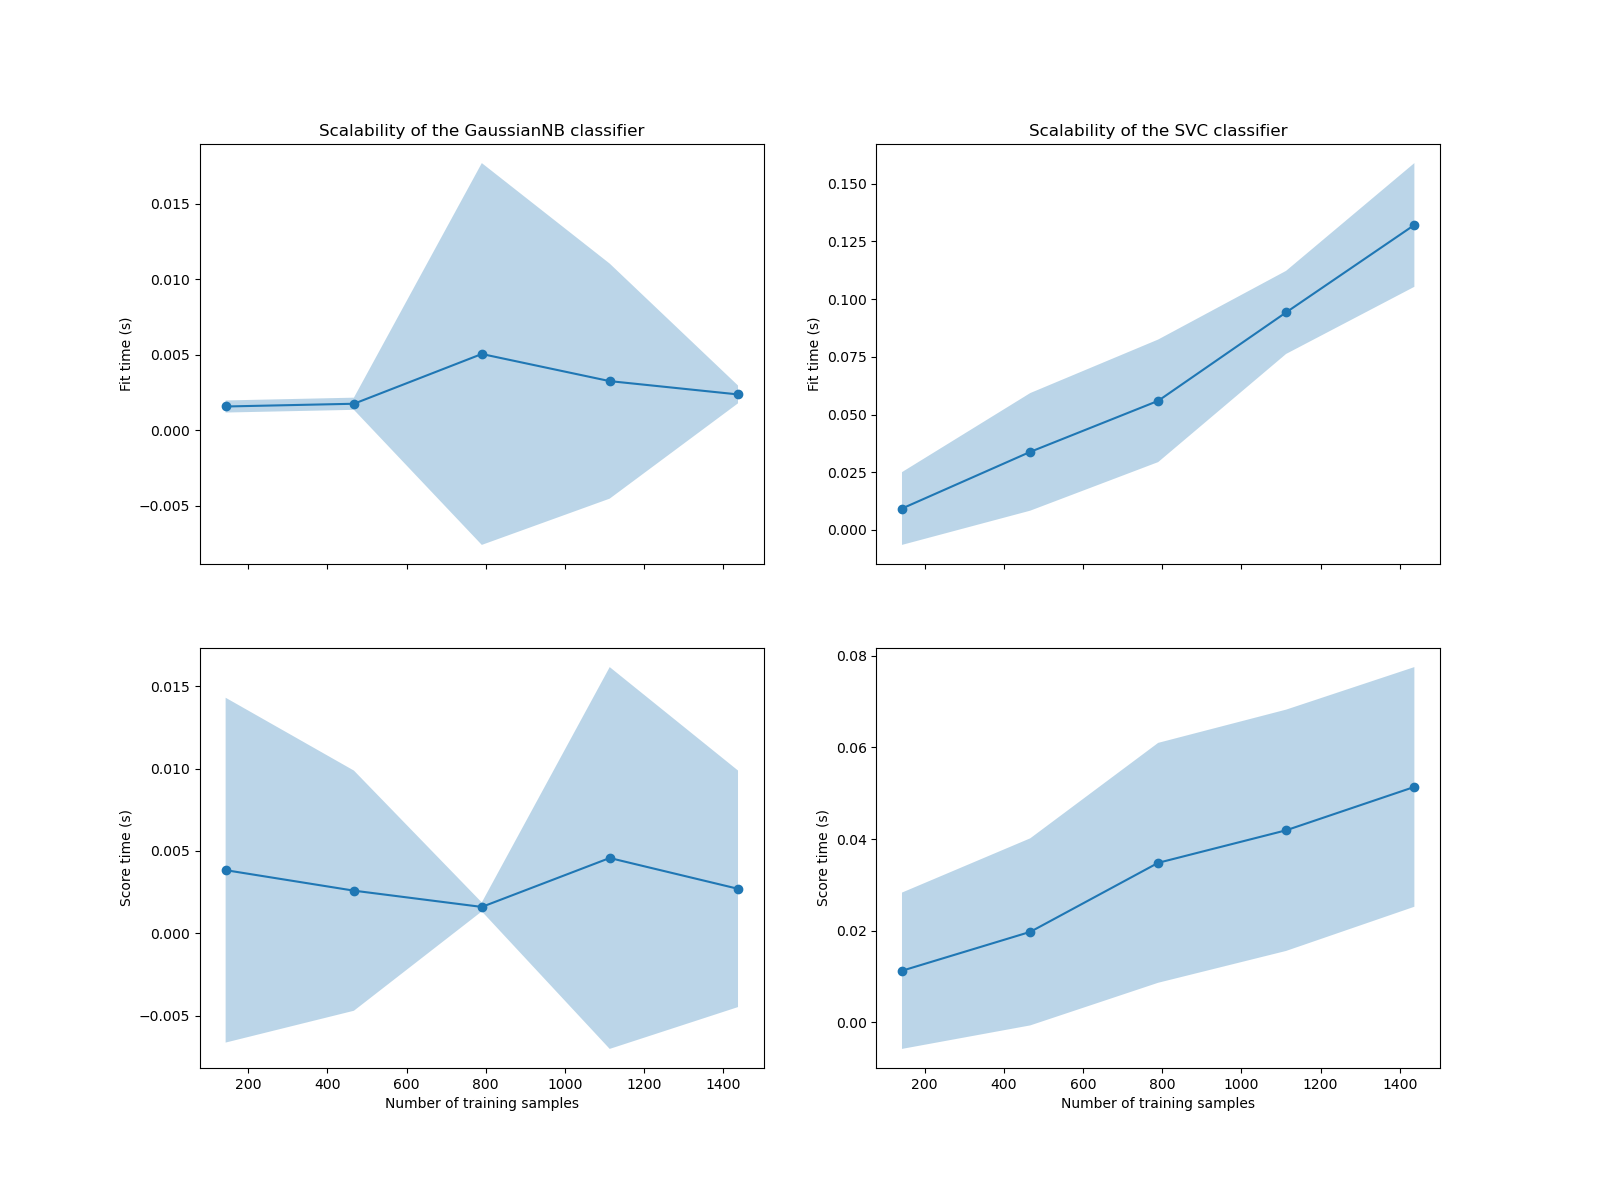 Scalability of the GaussianNB classifier
Fit time (s)
0.015
0.010
0.005
0.000
−0.005
Scalability of the SVC classifier
Fit time (s)
0.150
0.125
0.100
0.075
0.050
0.025
0.000
Score time (s)
0.015
0.010
0.005
0.000
−0.005
200 400 600 800 1000 1200 1400
Number of training samples
Score time (s)
0.08
0.06
0.04
0.02
0.00
200 400 600 800 1000 1200 1400
Number of training samples